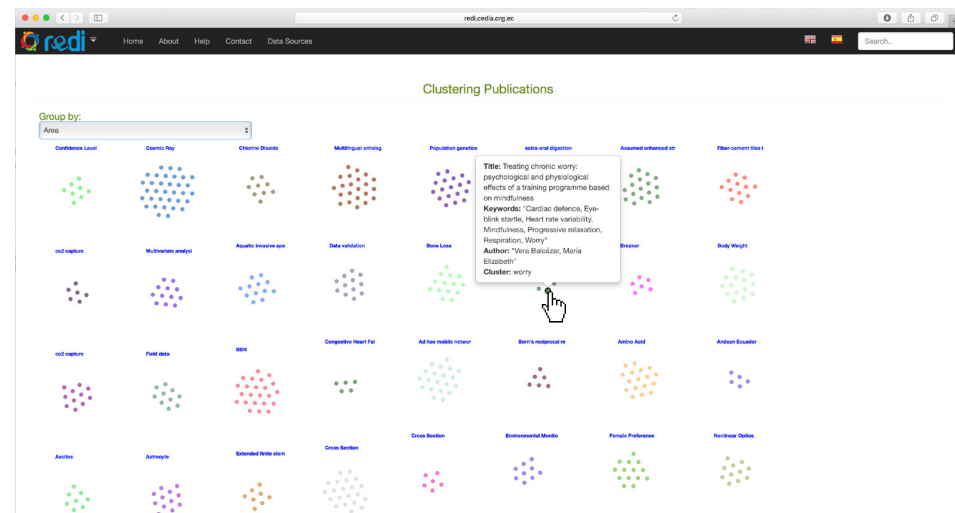 redi.cedia.org.ec
redi
Home About Help Contact Data Sources
Search..
Clustering Publications
Group by:
Area
Confidence Level
Cosmic Ray
Chlorine Dioxide
Multilingual ontolog
Population genetics
extra-oral digestion
Assumed enhanced str
Fiber-cement tiles t
Title: Treating chronic worry:
psychological and physiological
effects of a training programme based
on mindfulness
Keywords: "Cardiac defence, Eye-
blink startle, Heart rate variability,
Mindfulness, Progressive relaxation,
Respiration, Worry"
Author: "Vera Balcázar, María
Elizabeth"
Cluster: worry
co2 capture
Multivariate analysi
Aquatic invasive spe
Data validation
Bone Loss
Breaker
Body Weight
co2 capture
Field data
BBN
Congestive Heart Fai
Ad hoc mobile networ
Born's reciprocal re
Amino Acid
Andean Ecuador
Ascites
Astrocyte
Extended finite elem
Cross Section
Cross Section
Environmental Monito
Female Preference
Nonlinear Optics